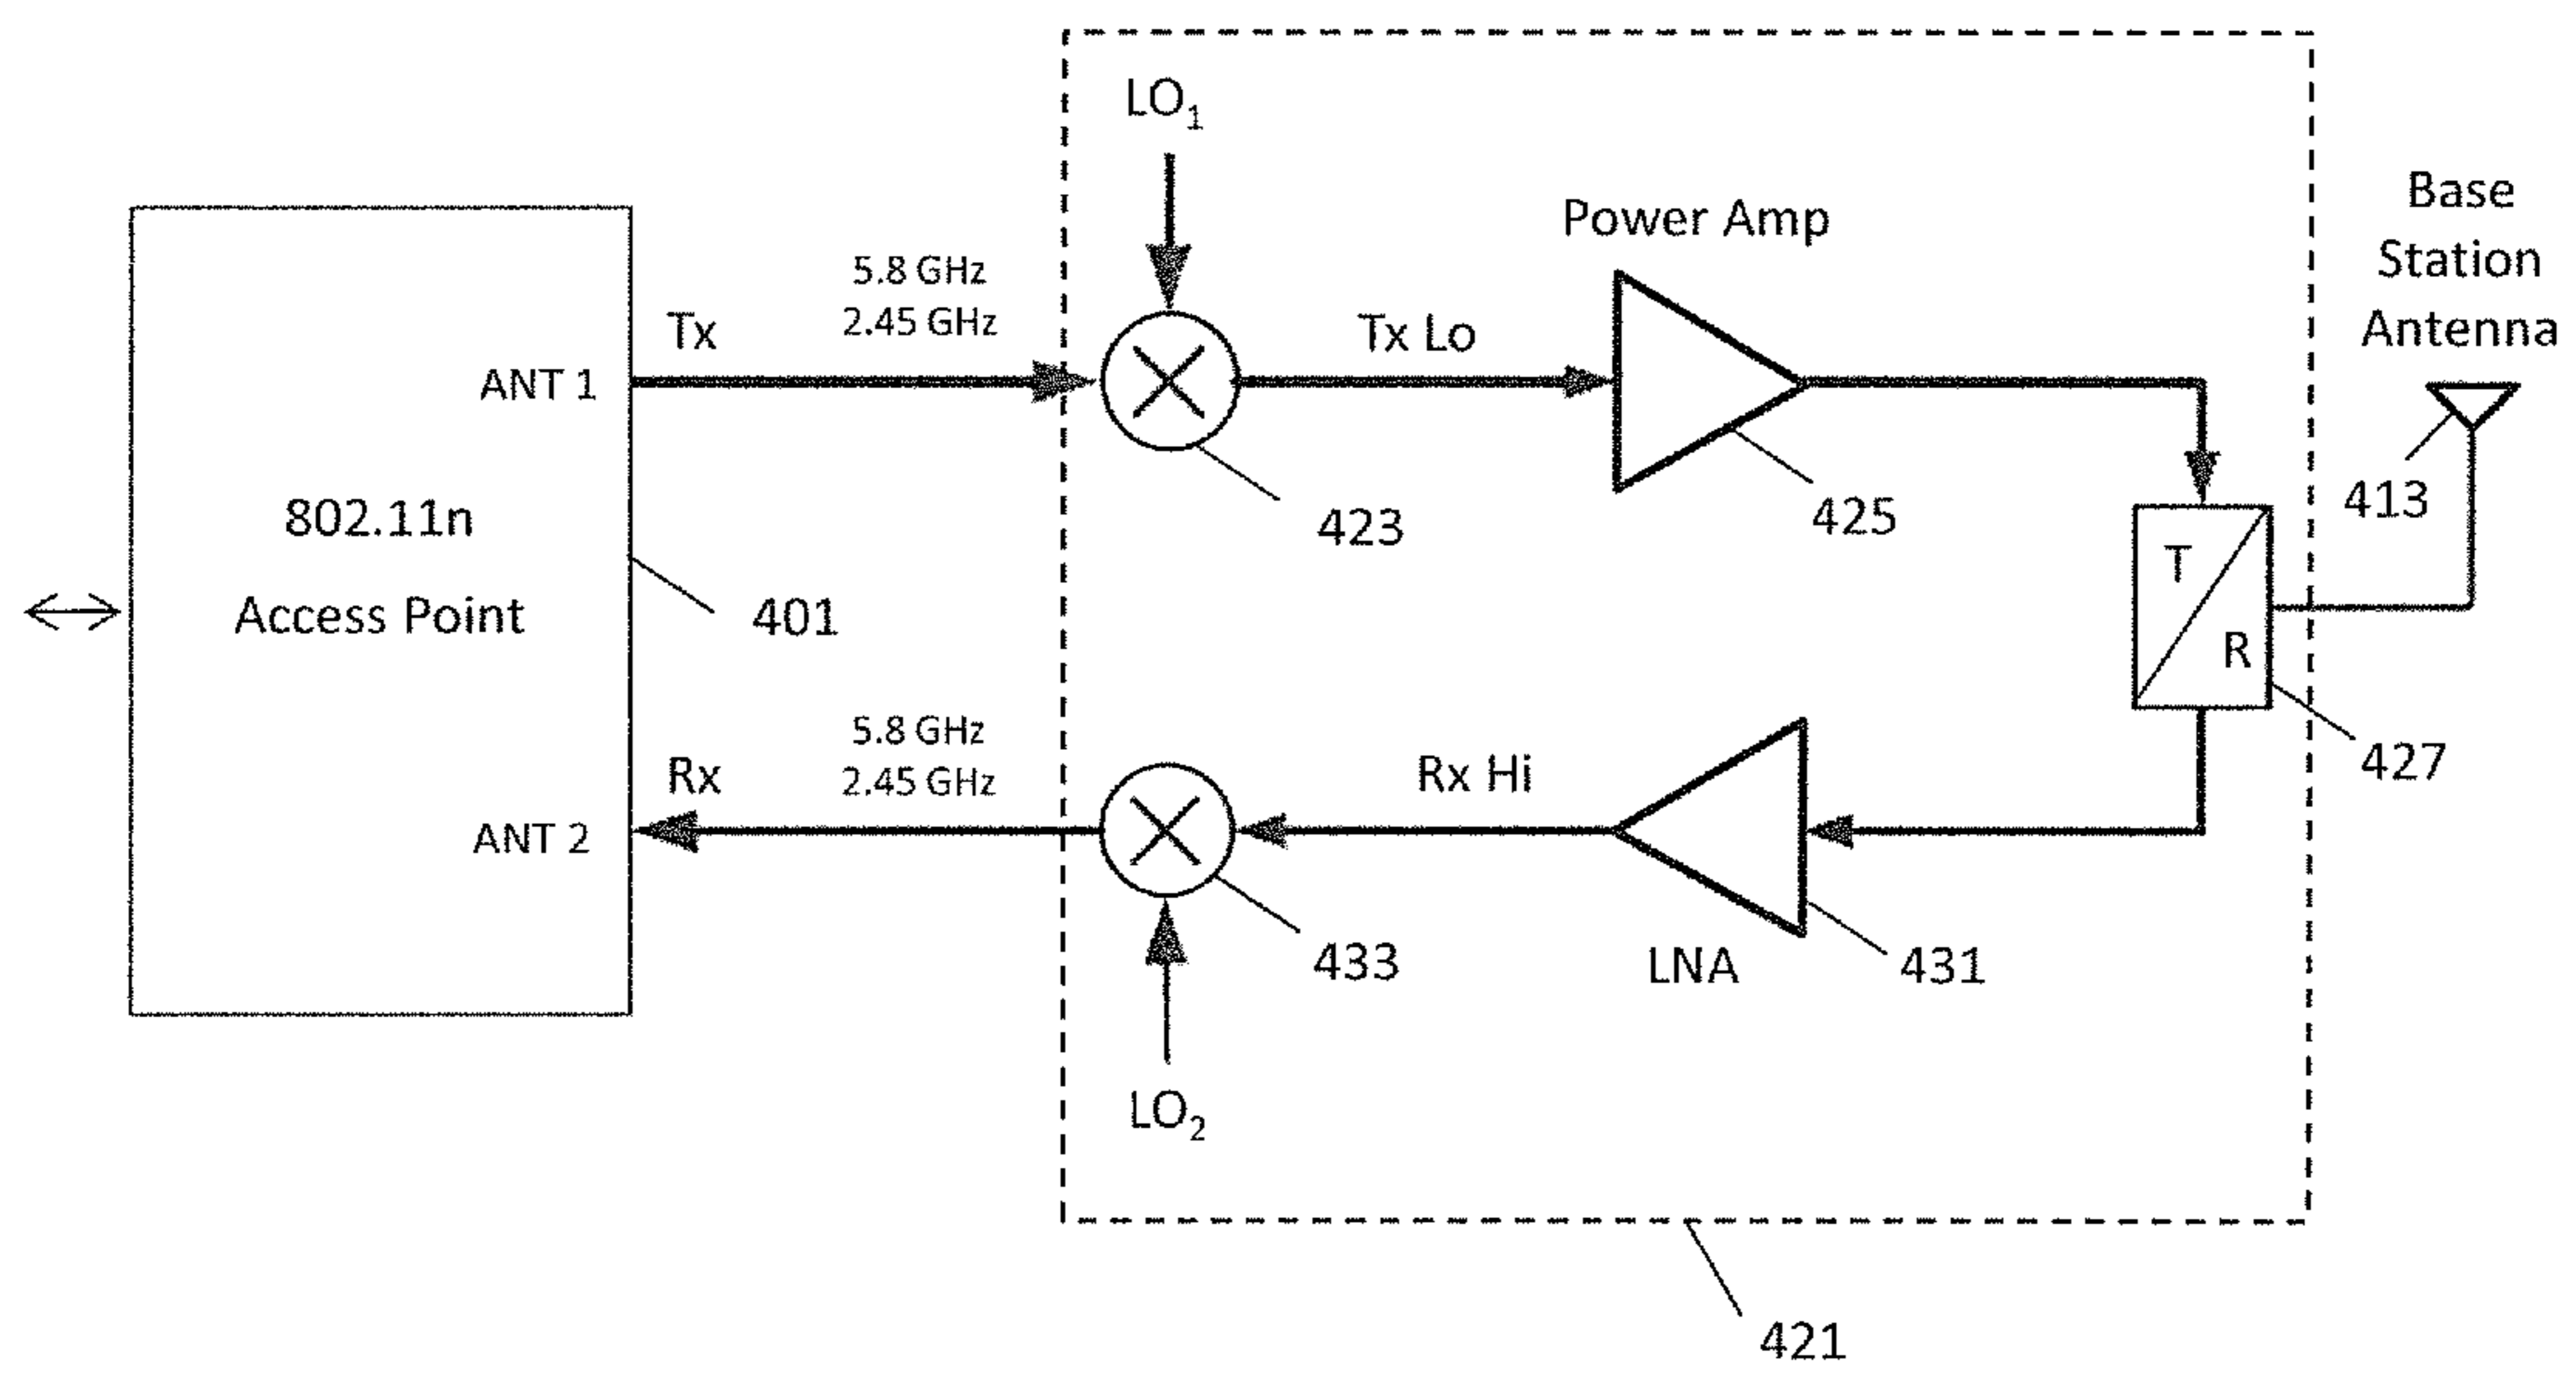 LO1
Power Amp
Base
Station
Antenna
5.8 GHz
2.45 GHz
Tx
Tx Lo
ANT 1
413
425
423
802.11n
Access Point
401
T
R
427
5.8 GHz
2.45 GHz
Rx
Rx Hi
ANT 2
433
LNA
431
LO2
421